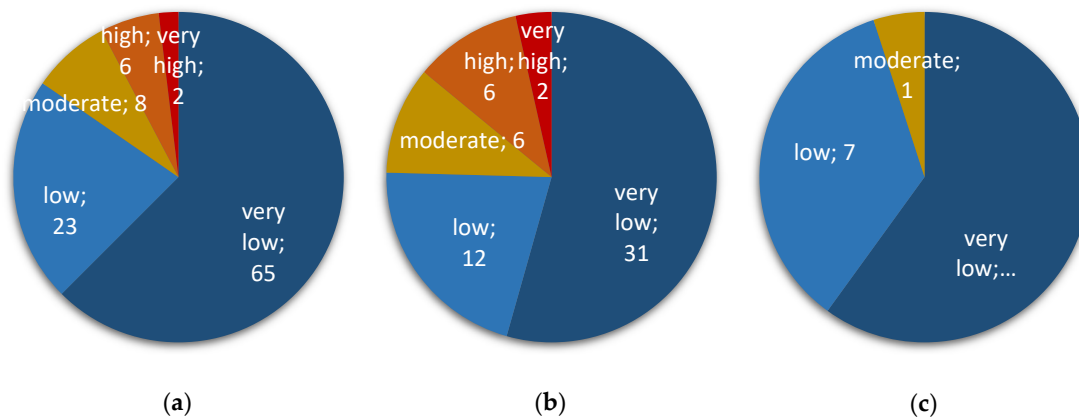 high;
6
very
high;
2
moderate; 8
low;
23
very
low;
65
(a)
very
high;
2
high;
6
moderate; 6
low;
12
very
low;
31
(b)
moderate;
1
low; 7
very
low;...
(c)